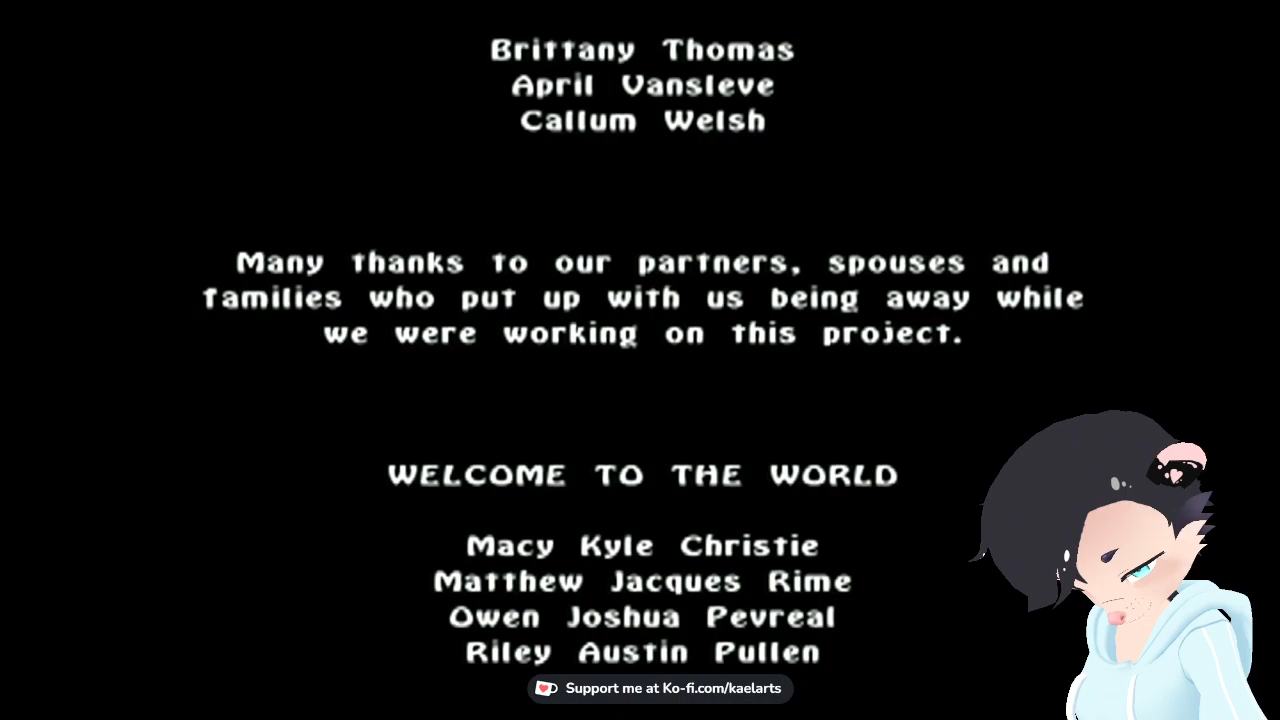 Brittany Thomas
April Vansleve
Callum Welsh
Many thanks to our partners, spouses and
families who put up with us being away while
we were working on this project.
WELCOME TO THE WORLD
Macy Kyle Christie
Matthew Jacques Rime
Owen Joshua Pevreal
Riley Austin Pullen
Support me at Ko-fi.com/kaelarts